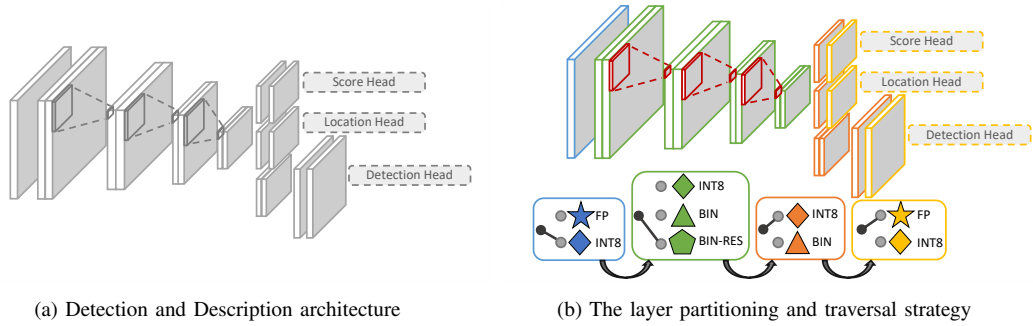 Score Head
Location Head
Detection Head
(a) Detection and Description architecture
Score Head
Location Head
Detection Head
FP
INT8
INT8
BIN
BIN-RES
INT8
BIN
FP
INT8
(b) The layer partitioning and traversal strategy